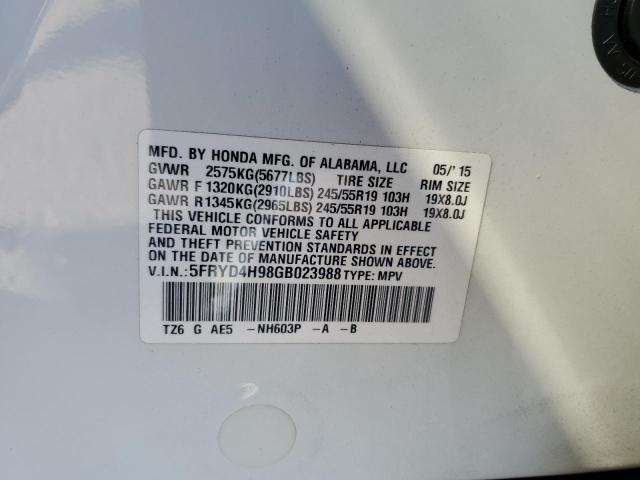 MFD. BY HONDA MFG. OF ALABAMA, LLC 05/'15
GVWR 2575KG(5677LBS) TIRE SIZE RIM SIZE
GAWR F 1320KG(2910LBS) 245/55R19 103H 19X8.0J
GAWR R 1345KG(2965LBS) 245/55R19 103H 19X8.0J
THIS VEHICLE CONFORMS TO ALL APPLICABLE
FEDERAL MOTOR VEHICLE SAFETY
AND THEFT PREVENTION STANDARDS IN EFFECT
ON THE DATE OF MANUFACTURE SHOWN ABOVE.
V.I.N.: 5FRYD4H98GB023988 TYPE: MPV
TZ6 G AE5 -NH603P -A -B